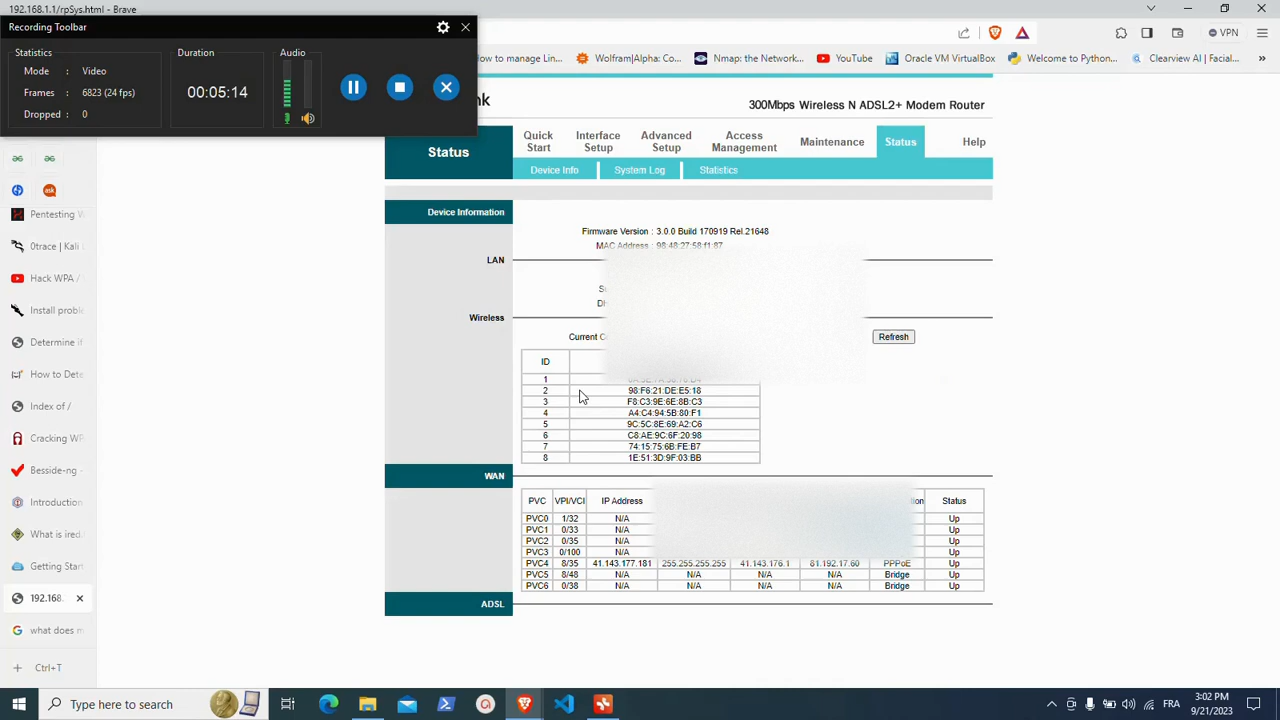 192.168.1.1/rpSys.html - Brave
Recording Toolbar
Statistics
Duration
Audio
Mode : Video
Frames : 6823 (24 fps)
Dropped : 0
00:05:14
VPN
how to manage Lin...
Wolfram|Alpha: Co...
Nmap: the Network...
YouTube
Oracle VM VirtualBox
Welcome to Python...
Clearview AI | Facial...
»
nk
300Mbps Wireless N ADSL2+ Modem Router
Status
Quick Start
Interface Setup
Advanced Setup
Access Management
Maintenance
Status
Help
Device Info
System Log
Statistics
ask
Pentesting W
0trace | Kali L
Hack WPA /
Install proble
Determine if
How to Dete
Index of /
Cracking WP
Besside-ng
Introduction
What is ired.
Getting Start
192.168.
what does m
Ctrl+T
Device Information
Firmware Version : 3.0.0 Build 170919 Rel.21648
MAC Address : 98:48:27:58:f1:87
LAN
Wireless
Current C
Refresh
ID
1
2 98:F6:21:DE:E5:18
3 F8:C3:9E:6E:8B:C3
4 A4:C4:94:5B:80:F1
5 9C:5C:8E:69:A2:C6
6 C8:AE:9C:6F:20:98
7 74:15:75:6B:FE:B7
8 1E:51:3D:9F:03:BB
WAN
PVC VPI/VCI IP Address Status
PVC0 1/32 N/A Up
PVC1 0/33 N/A Up
PVC2 0/35 N/A Up
PVC3 0/100 N/A Up
PVC4 8/35 41.143.177.181 255.255.255.255 41.143.176.1 81.192.17.60 PPPoE Up
PVC5 8/48 N/A N/A N/A N/A Bridge Up
PVC6 0/38 N/A N/A N/A N/A Bridge Up
ADSL
Type here to search
FR
3:02 PM
9/21/2023